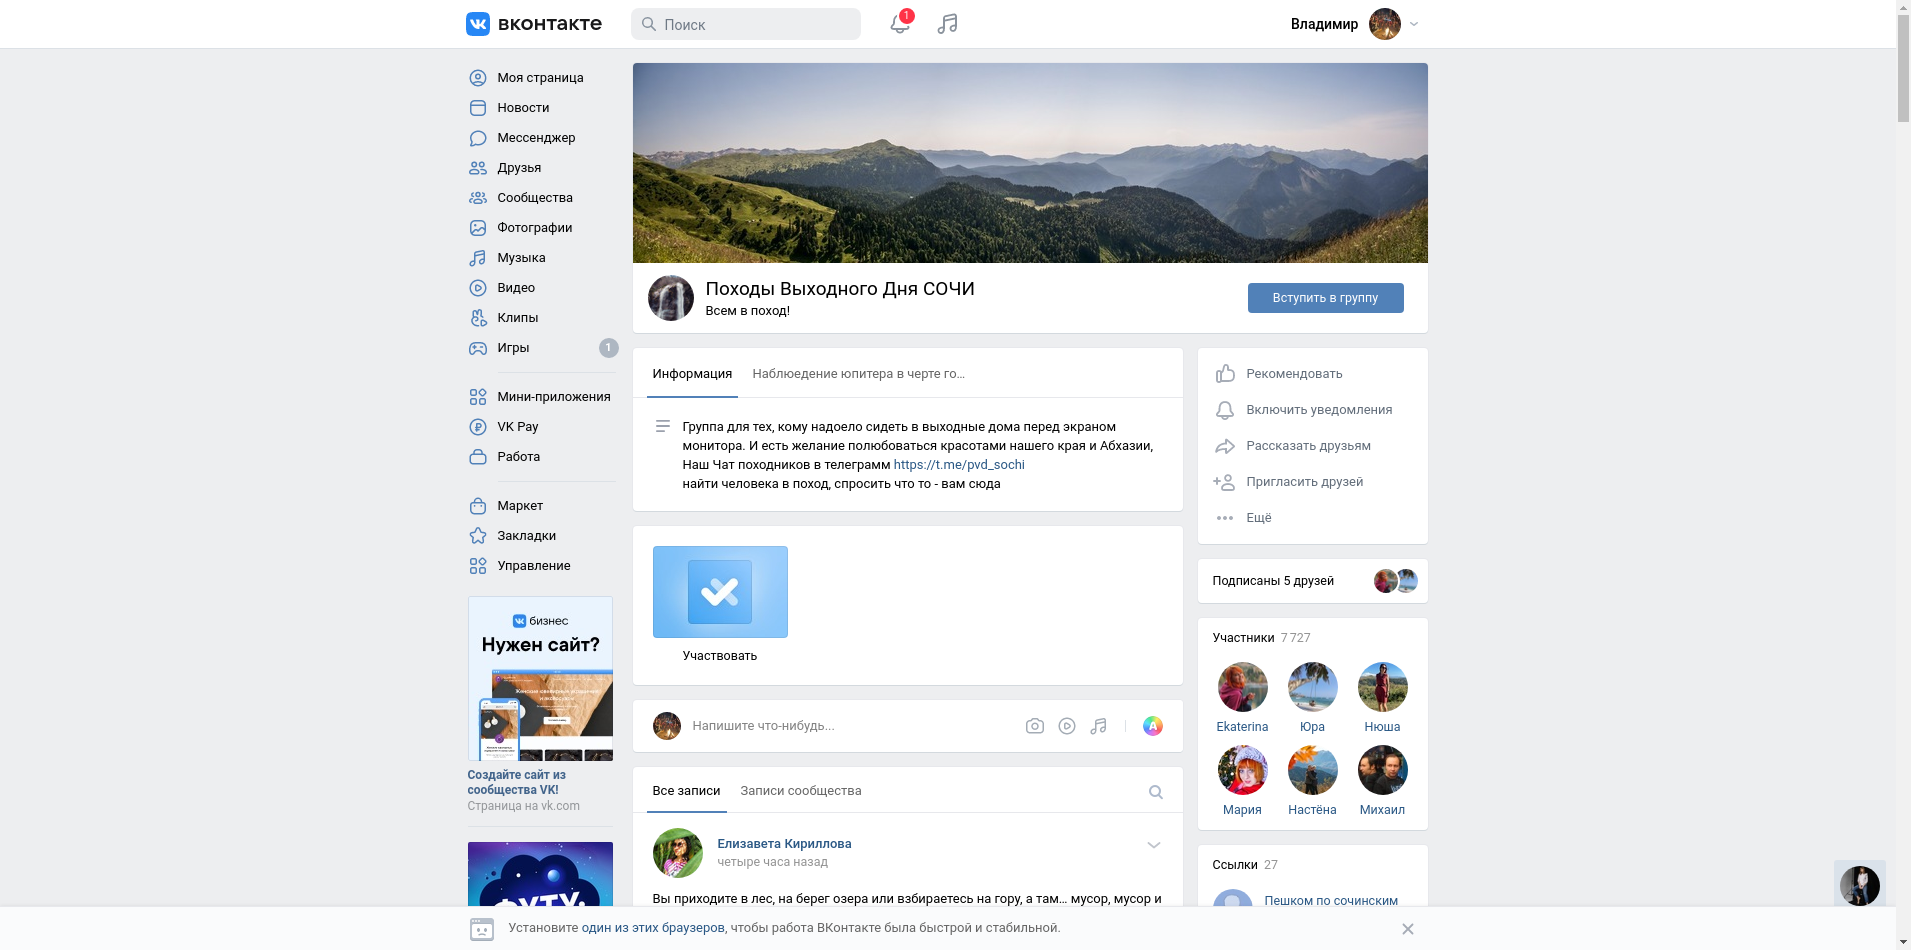 вконтакте
Поиск
1
Владимир
Моя страница
Новости
Мессенджер
Друзья
Сообщества
Фотографии
Музыка
Видео
Клипы
Игры 1
Мини-приложения
VK Pay
Работа
Маркет
Закладки
Управление
бизнес
Нужен сайт?
Создайте сайт из
сообщества VK!
Страница на vk.com
ФУТУ.
Походы Выходного Дня СОЧИ
Всем в поход!
Вступить в группу
Информация Наблюедение юпитера в черте го...
Группа для тех, кому надоело сидеть в выходные дома перед экраном
монитора. И есть желание полюбоваться красотами нашего края и Абхазии,
Наш Чат походников в телеграмм https://t.me/pvd_sochi
найти человека в поход, спросить что то - вам сюда
Участвовать
Напишите что-нибудь...
Все записи Записи сообщества
Елизавета Кириллова
четыре часа назад
Вы приходите в лес, на берег озера или взбираетесь на гору, а там... мусор, мусор и
Рекомендовать
Включить уведомления
Рассказать друзьям
Пригласить друзей
Ещё
Подписаны 5 друзей
Участники 7 727
Ekaterina Юра Нюша
Мария Настёна Михаил
Ссылки 27
Пешком по сочинским
Установите один из этих браузеров, чтобы работа ВКонтакте была быстрой и стабильной.